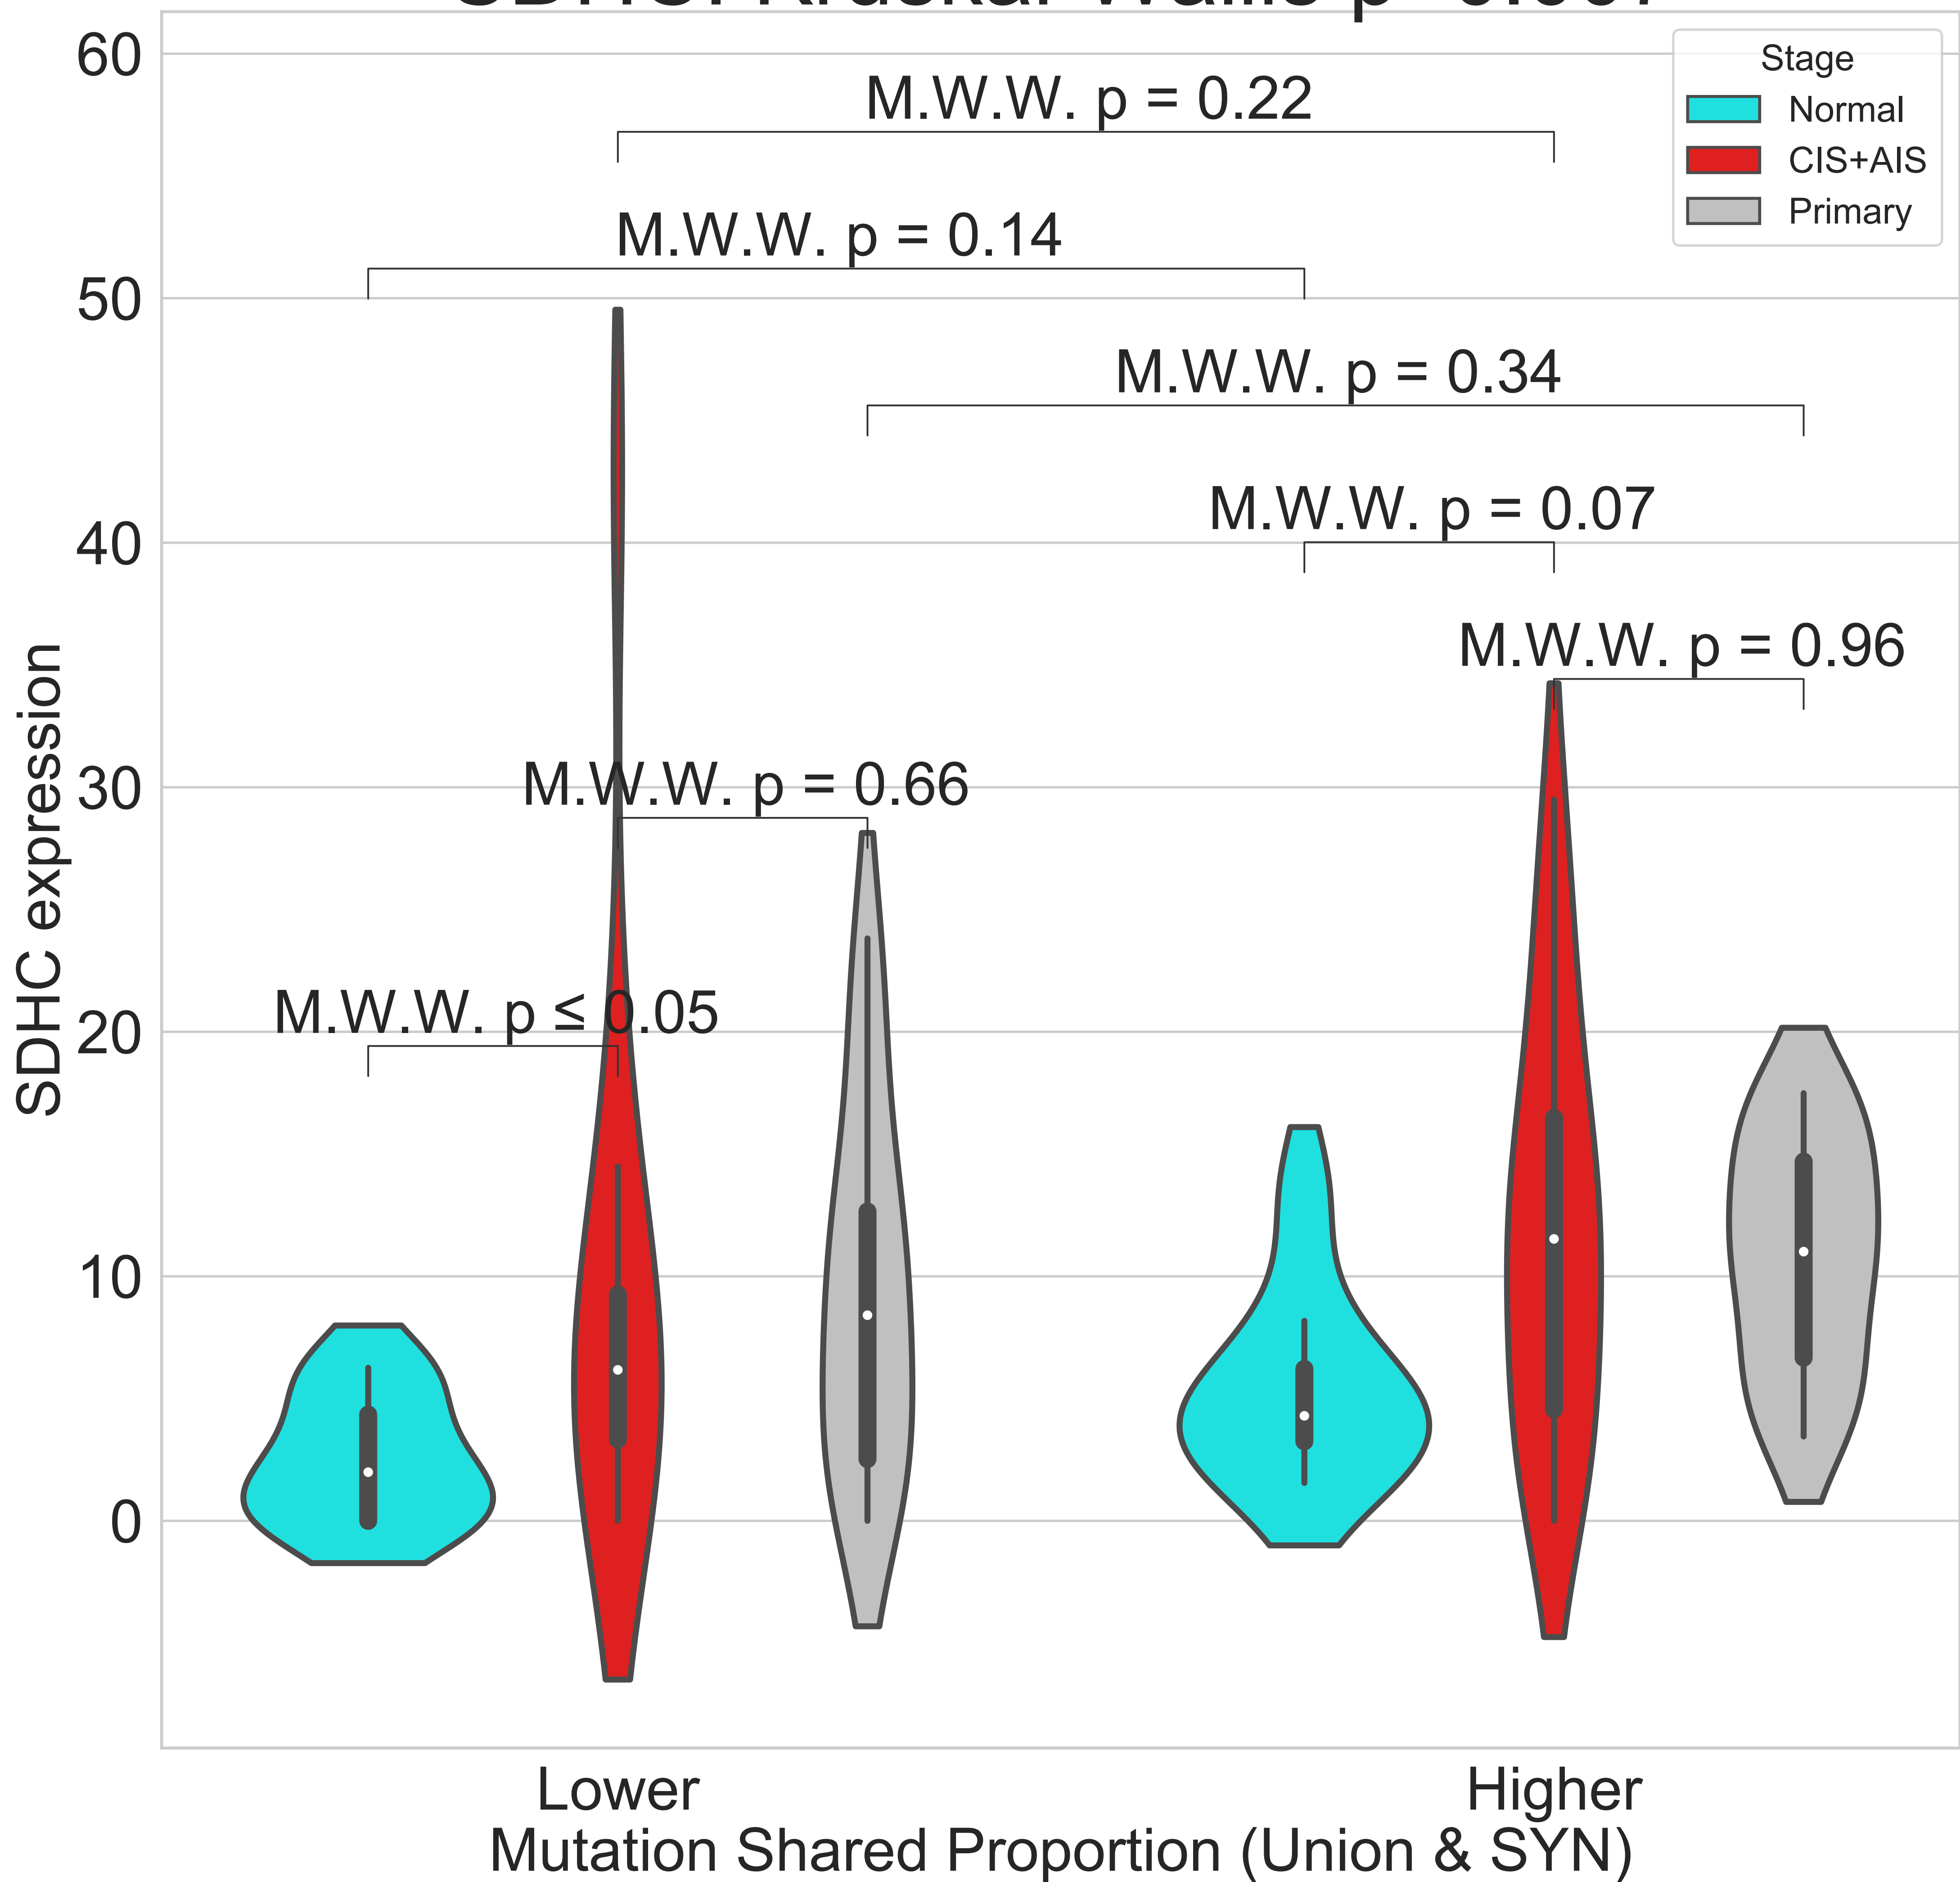 60
M.W.W. p = 0.22
Stage
Normal
CIS+AIS
Primary
M.W.W. p = 0.14
50
M.W.W. p = 0.34
M.W.W. p = 0.07
40
M.W.W. p = 0.96
M.W.W. p = 0.66
30
M.W.W. p ≤ 0.05
20
10
0
SDHC expression
Lower
Higher
Mutation Shared Proportion (Union & SYN)